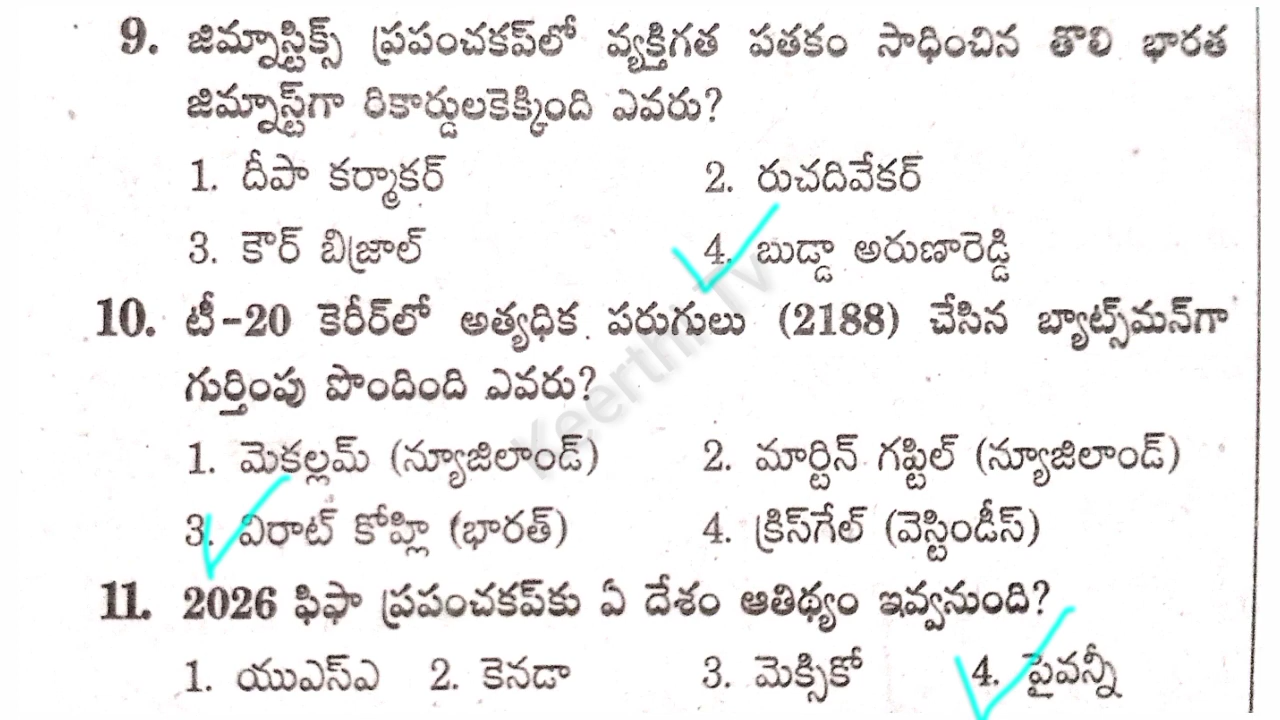 9. జిమ్నాస్టిక్స్ ప్రపంచకప్‌లో వ్యక్తిగత పతకం సాధించిన తొలి భారత
జిమ్నాస్ట్‌గా రికార్డులకెక్కింది ఎవరు?
1. దీపా కర్మాకర్ 2. రుచదివేకర్
3. కౌర్ బిజ్రాల్ 4. బుడ్డా అరుణారెడ్డి
10. టీ-20 కెరీర్‌లో అత్యధిక పరుగులు (2188) చేసిన బ్యాట్స్‌మన్‌గా
గుర్తింపు పొందింది ఎవరు?
1. మెకల్లమ్ (న్యూజిలాండ్) 2. మార్టిన్ గప్టిల్ (న్యూజిలాండ్)
3. విరాట్ కోహ్లి (భారత్) 4. క్రిస్‌గేల్ (వెస్టిండీస్)
11. 2026 ఫిఫా ప్రపంచకప్‌కు ఏ దేశం ఆతిథ్యం ఇవ్వనుంది?
1. యుఎస్ఎ 2. కెనడా 3. మెక్సికో 4. పైవన్నీ
Keerthi Tv